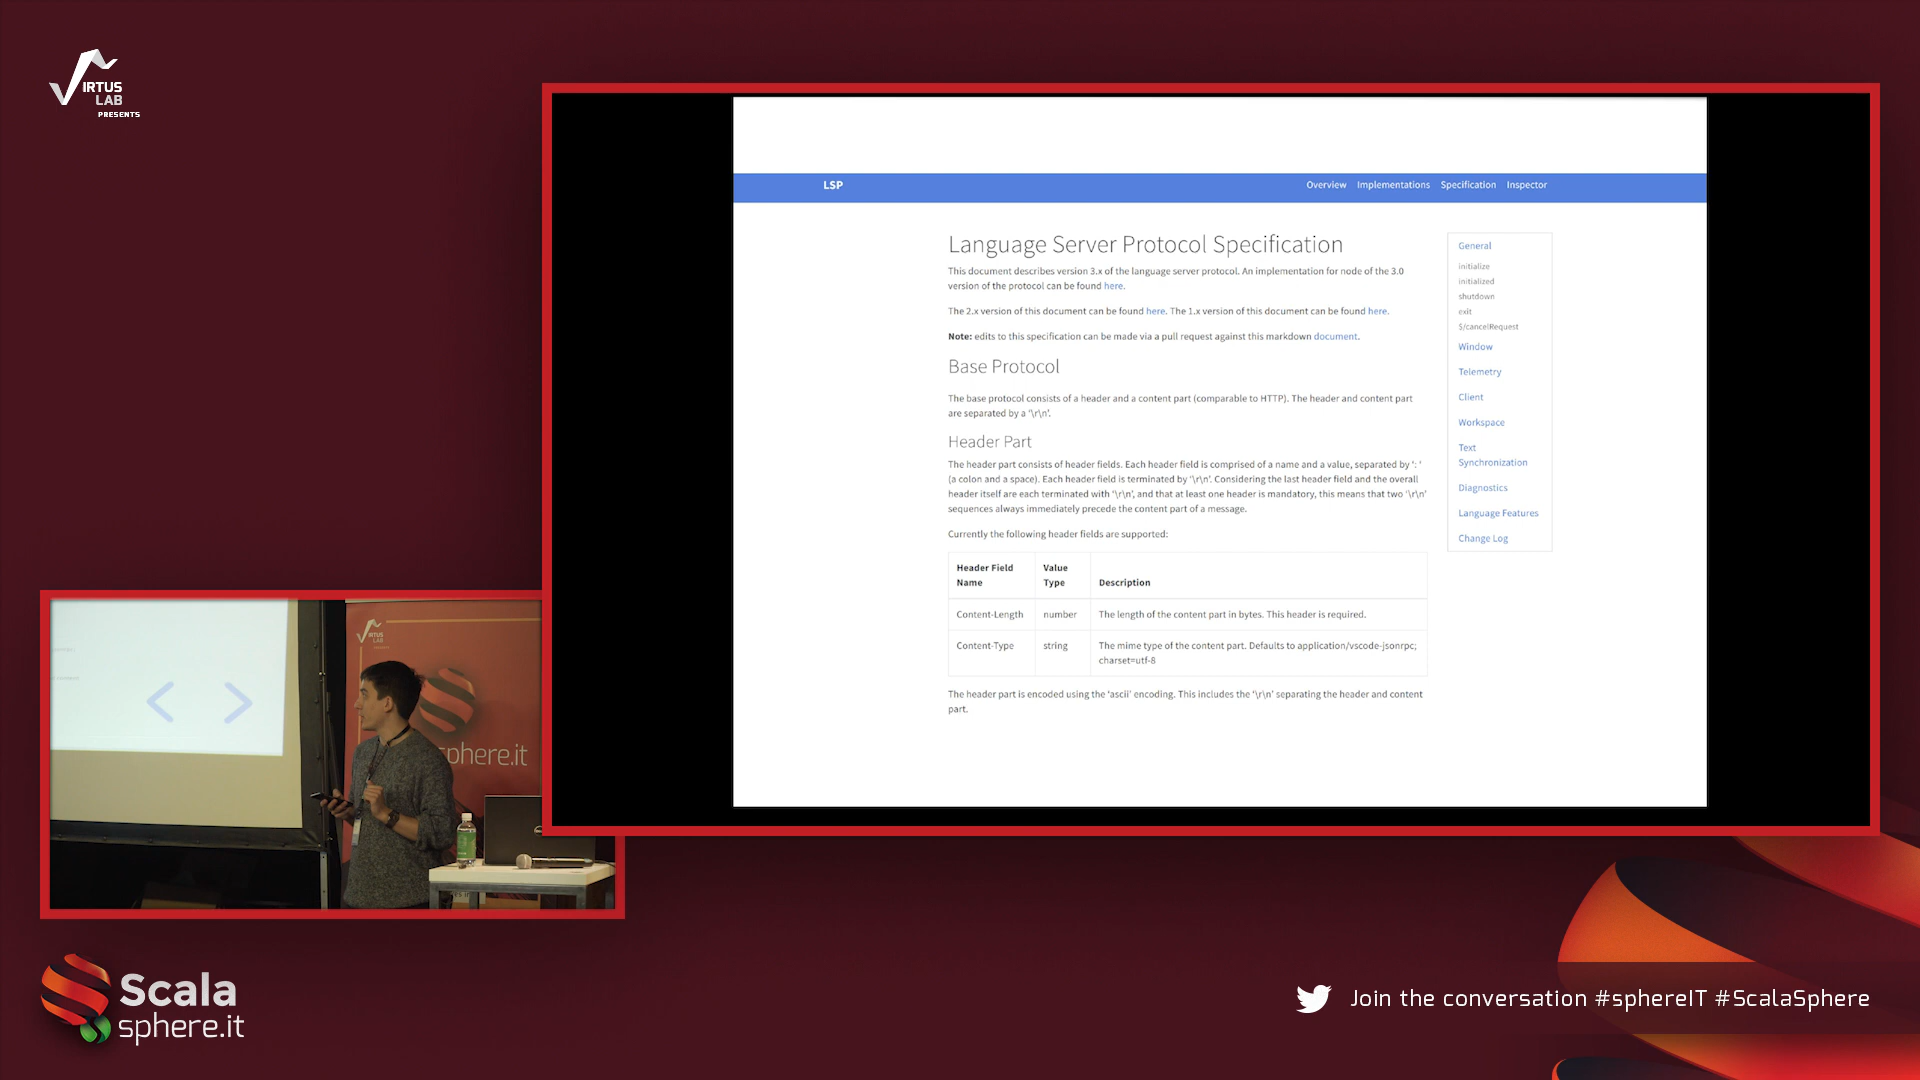 VIRTUS
LAB
PRESENTS
LSP
Overview Implementations Specification Inspector
Language Server Protocol Specification
This document describes version 3.x of the language server protocol. An implementation for node of the 3.0
version of the protocol can be found here.
The 2.x version of this document can be found here. The 1.x version of this document can be found here.
Note: edits to this specification can be made via a pull request against this markdown document.
Base Protocol
The base protocol consists of a header and a content part (comparable to HTTP). The header and content part
are separated by a '\r\n'.
Header Part
The header part consists of header fields. Each header field is comprised of a name and a value, separated by ': '
(a colon and a space). Each header field is terminated by '\r\n'. Considering the last header field and the overall
header itself are each terminated with '\r\n', and that at least one header is mandatory, this means that two '\r\n'
sequences always immediately precede the content part of a message.
Currently the following header fields are supported:
Header Field Name Value Type Description
Content-Length number The length of the content part in bytes. This header is required.
Content-Type string The mime type of the content part. Defaults to application/vscode-jsonrpc;
charset=utf-8
The header part is encoded using the 'ascii' encoding. This includes the '\r\n' separating the header and content
part.
General
initialize
initialized
shutdown
exit
$/cancelRequest
Window
Telemetry
Client
Workspace
Text
Synchronization
Diagnostics
Language Features
Change Log
VIRTUS
LAB
sphere.it
Scala
sphere.it
Join the conversation #sphereIT #ScalaSphere